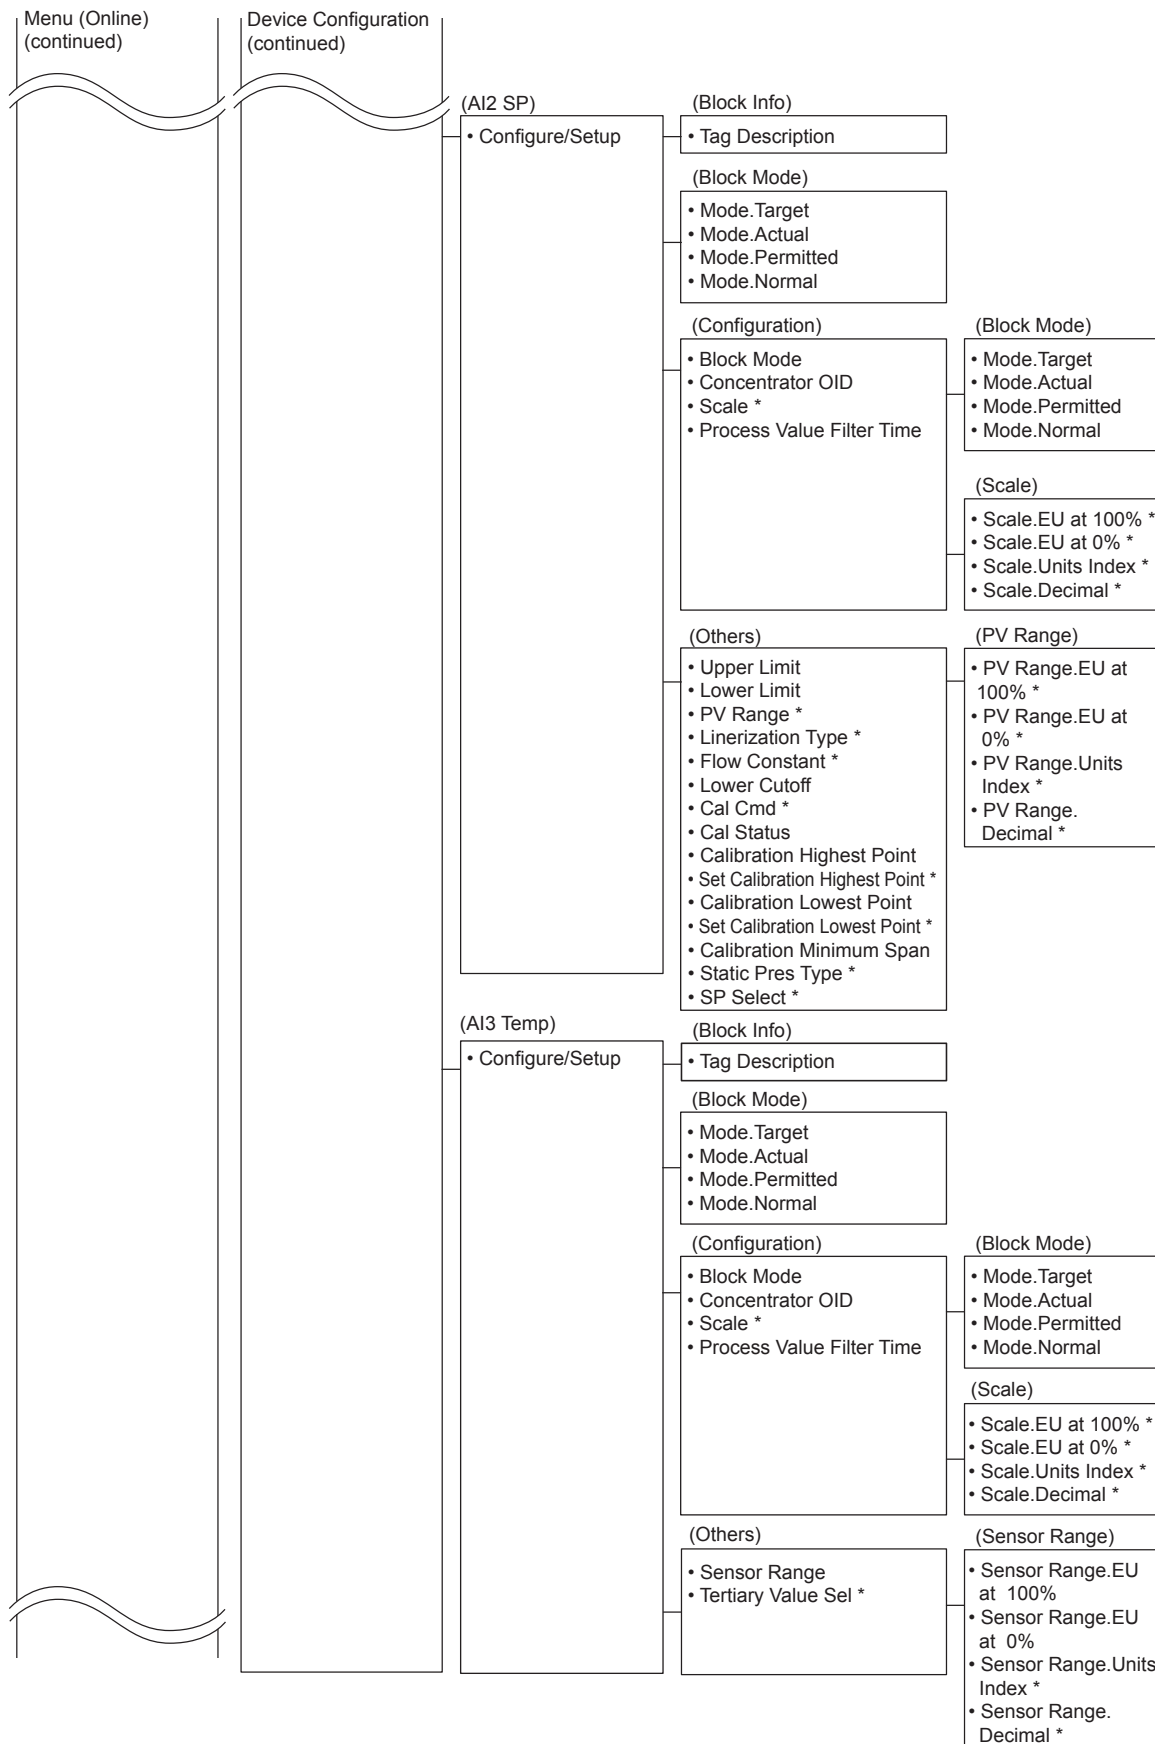 Menu (Online)
(continued)
Device Configuration
(continued)
(AI2 SP)
• Configure/Setup
(Block Info)
• Tag Description
(Block Mode)
• Mode.Target
• Mode.Actual
• Mode.Permitted
• Mode.Normal
(Configuration)
• Block Mode
• Concentrator OID
• Scale *
• Process Value Filter Time
(Block Mode)
• Mode.Target
• Mode.Actual
• Mode.Permitted
• Mode.Normal
(Scale)
• Scale.EU at 100% *
• Scale.EU at 0% *
• Scale.Units Index *
• Scale.Decimal *
(Others)
• Upper Limit
• Lower Limit
• PV Range *
• Linerization Type *
• Flow Constant *
• Lower Cutoff
• Cal Cmd *
• Cal Status
• Calibration Highest Point
• Set Calibration Highest Point *
• Calibration Lowest Point
• Set Calibration Lowest Point *
• Calibration Minimum Span
• Static Pres Type *
• SP Select *
(PV Range)
• PV Range.EU at
100% *
• PV Range.EU at
0% *
• PV Range.Units
Index *
• PV Range.
Decimal *
(AI3 Temp)
• Configure/Setup
(Block Info)
• Tag Description
(Block Mode)
• Mode.Target
• Mode.Actual
• Mode.Permitted
• Mode.Normal
(Configuration)
• Block Mode
• Concentrator OID
• Scale *
• Process Value Filter Time
(Block Mode)
• Mode.Target
• Mode.Actual
• Mode.Permitted
• Mode.Normal
(Scale)
• Scale.EU at 100% *
• Scale.EU at 0% *
• Scale.Units Index *
• Scale.Decimal *
(Others)
• Sensor Range
• Tertiary Value Sel *
(Sensor Range)
• Sensor Range.EU
at 100%
• Sensor Range.EU
at 0%
• Sensor Range.Units
Index *
• Sensor Range.
Decimal *